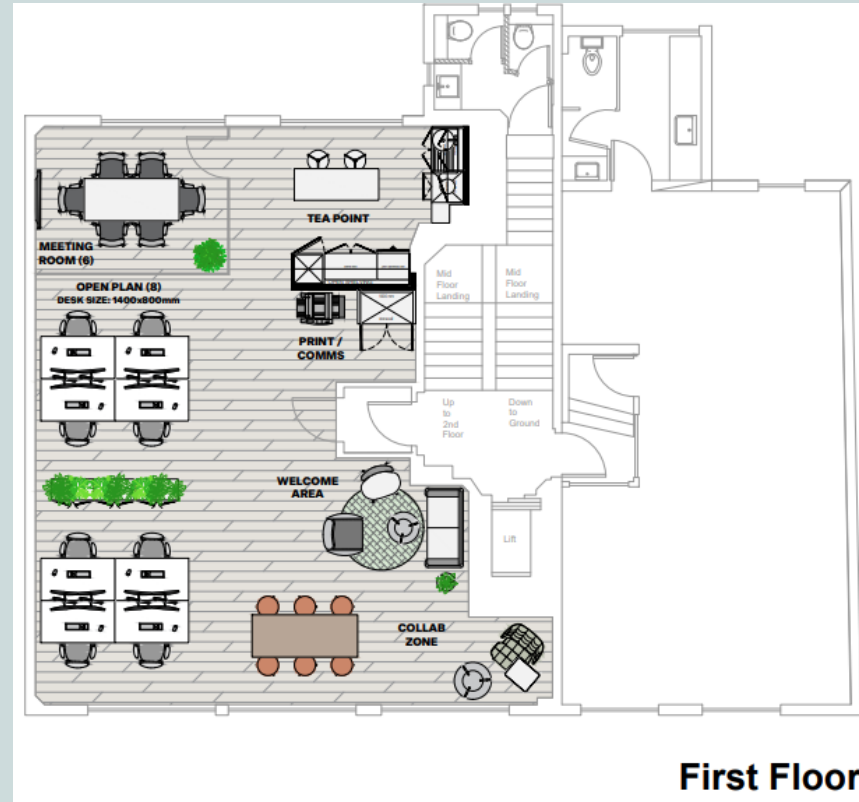 TEA POINT
MEETING
ROOM (6)
OPEN PLAN (8)
DESK SIZE: 1400x800mm
PRINT /
COMMS
Mid
Floor
Landing
Mid
Floor
Landing
Up
to
2nd
Floor
Down
to
Ground
WELCOME
AREA
Lift
COLLAB
ZONE
First Floor